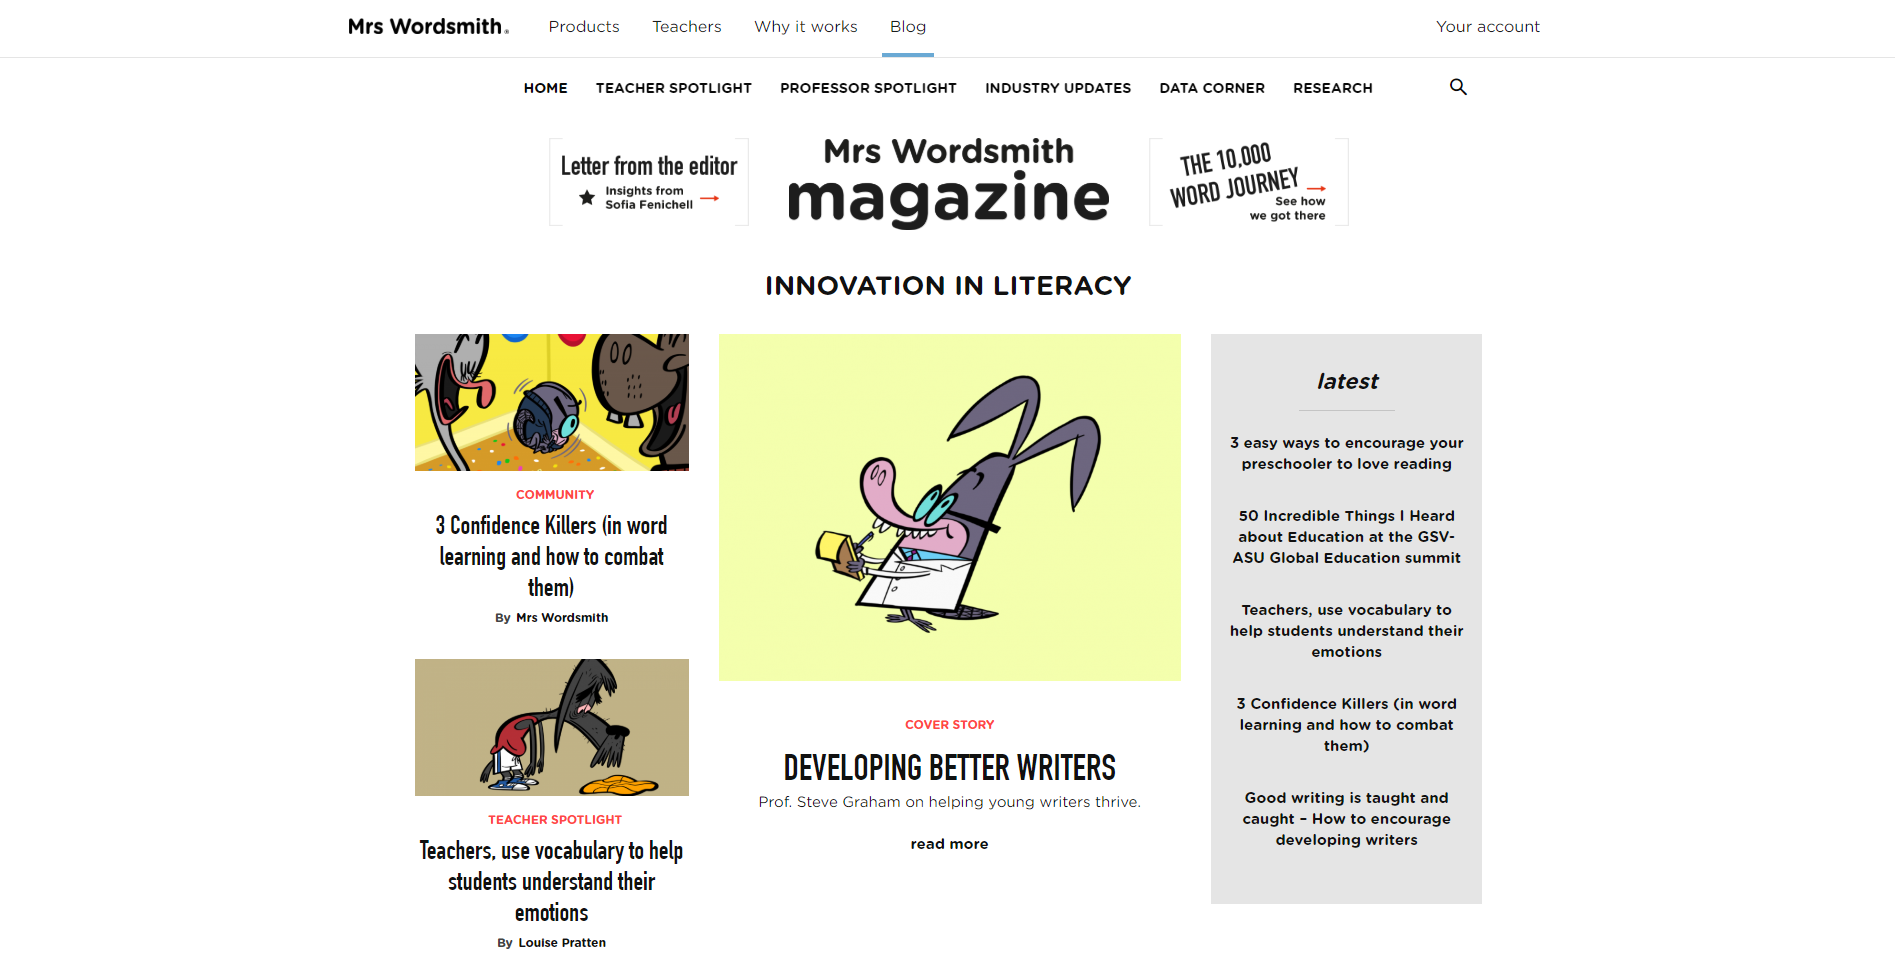 Mrs Wordsmith®
Products
Teachers
Why it works
Blog
Your account
HOME
TEACHER SPOTLIGHT
PROFESSOR SPOTLIGHT
INDUSTRY UPDATES
DATA CORNER
RESEARCH
Letter from the editor
Insights from
Sofia Fenichell
Mrs Wordsmith
magazine
THE 10,000
WORD JOURNEY
See how
we got there
INNOVATION IN LITERACY
COMMUNITY
3 Confidence Killers (in word
learning and how to combat
them)
By Mrs Wordsmith
TEACHER SPOTLIGHT
Teachers, use vocabulary to help
students understand their
emotions
By Louise Pratten
COVER STORY
DEVELOPING BETTER WRITERS
Prof. Steve Graham on helping young writers thrive.
read more
latest
3 easy ways to encourage your
preschooler to love reading
50 Incredible Things I Heard
about Education at the GSV-
ASU Global Education summit
Teachers, use vocabulary to
help students understand their
emotions
3 Confidence Killers (in word
learning and how to combat
them)
Good writing is taught and
caught – How to encourage
developing writers